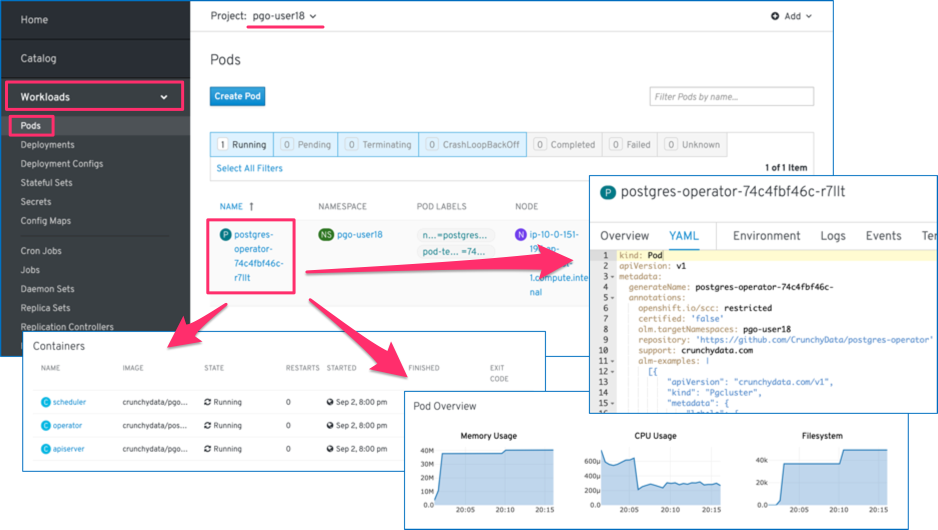 Home
Catalog
Workloads
Pods
Deployments
Deployment Configs
Stateful Sets
Secrets
Config Maps
Cron Jobs
Jobs
Daemon Sets
Replica Sets
Replication Controllers
Project: pgo-user18
Add
Pods
Create Pod
Filter Pods by name...
1 Running 0 Pending 0 Terminating 0 CrashLoopBackOff 0 Completed 0 Failed 0 Unknown
Select All Filters
1 of 1 Item
NAME NAMESPACE POD LABELS NODE
P postgres-
operator-
74c4fbf46c-
r7llt
NS pgo-user18
n...=postgres...
pod-te... =74...
N ip-10-0-151-
1.compute.inter
nal
P postgres-operator-74c4fbf46c-r7llt
Overview YAML Environment Logs Events
1 kind: Pod
2 apiVersion: v1
3 metadata:
4 generateName: postgres-operator-74c4fbf46c-
5 annotations:
6 openshift.io/scc: restricted
7 certified: 'false'
8 olm.targetNamespaces: pgo-user18
9 repository: 'https://github.com/CrunchyData/postgres-operator'
10 support: crunchydata.com
11 alm-examples: |
12 [{
13 "apiVersion": "crunchydata.com/v1",
14 "kind": "Pgcluster",
15 "metadata": {
Containers
NAME IMAGE STATE RESTARTS STARTED FINISHED EXIT
CODE
C scheduler crunchydata/pgo... Running 0 Sep 2, 8:00 pm
C operator crunchydata/pos... Running 0 Sep 2, 8:00 pm
C apiserver crunchydata/pgo... Running 0 Sep 2, 8:00 pm
Pod Overview
Memory Usage
40M
30M
20M
10M
0.0
20:05 20:10 20:15
CPU Usage
600µ
400µ
200µ
0.0
20:05 20:10 20:15
Filesystem
40k
20k
0.0
20:05 20:10 20:15